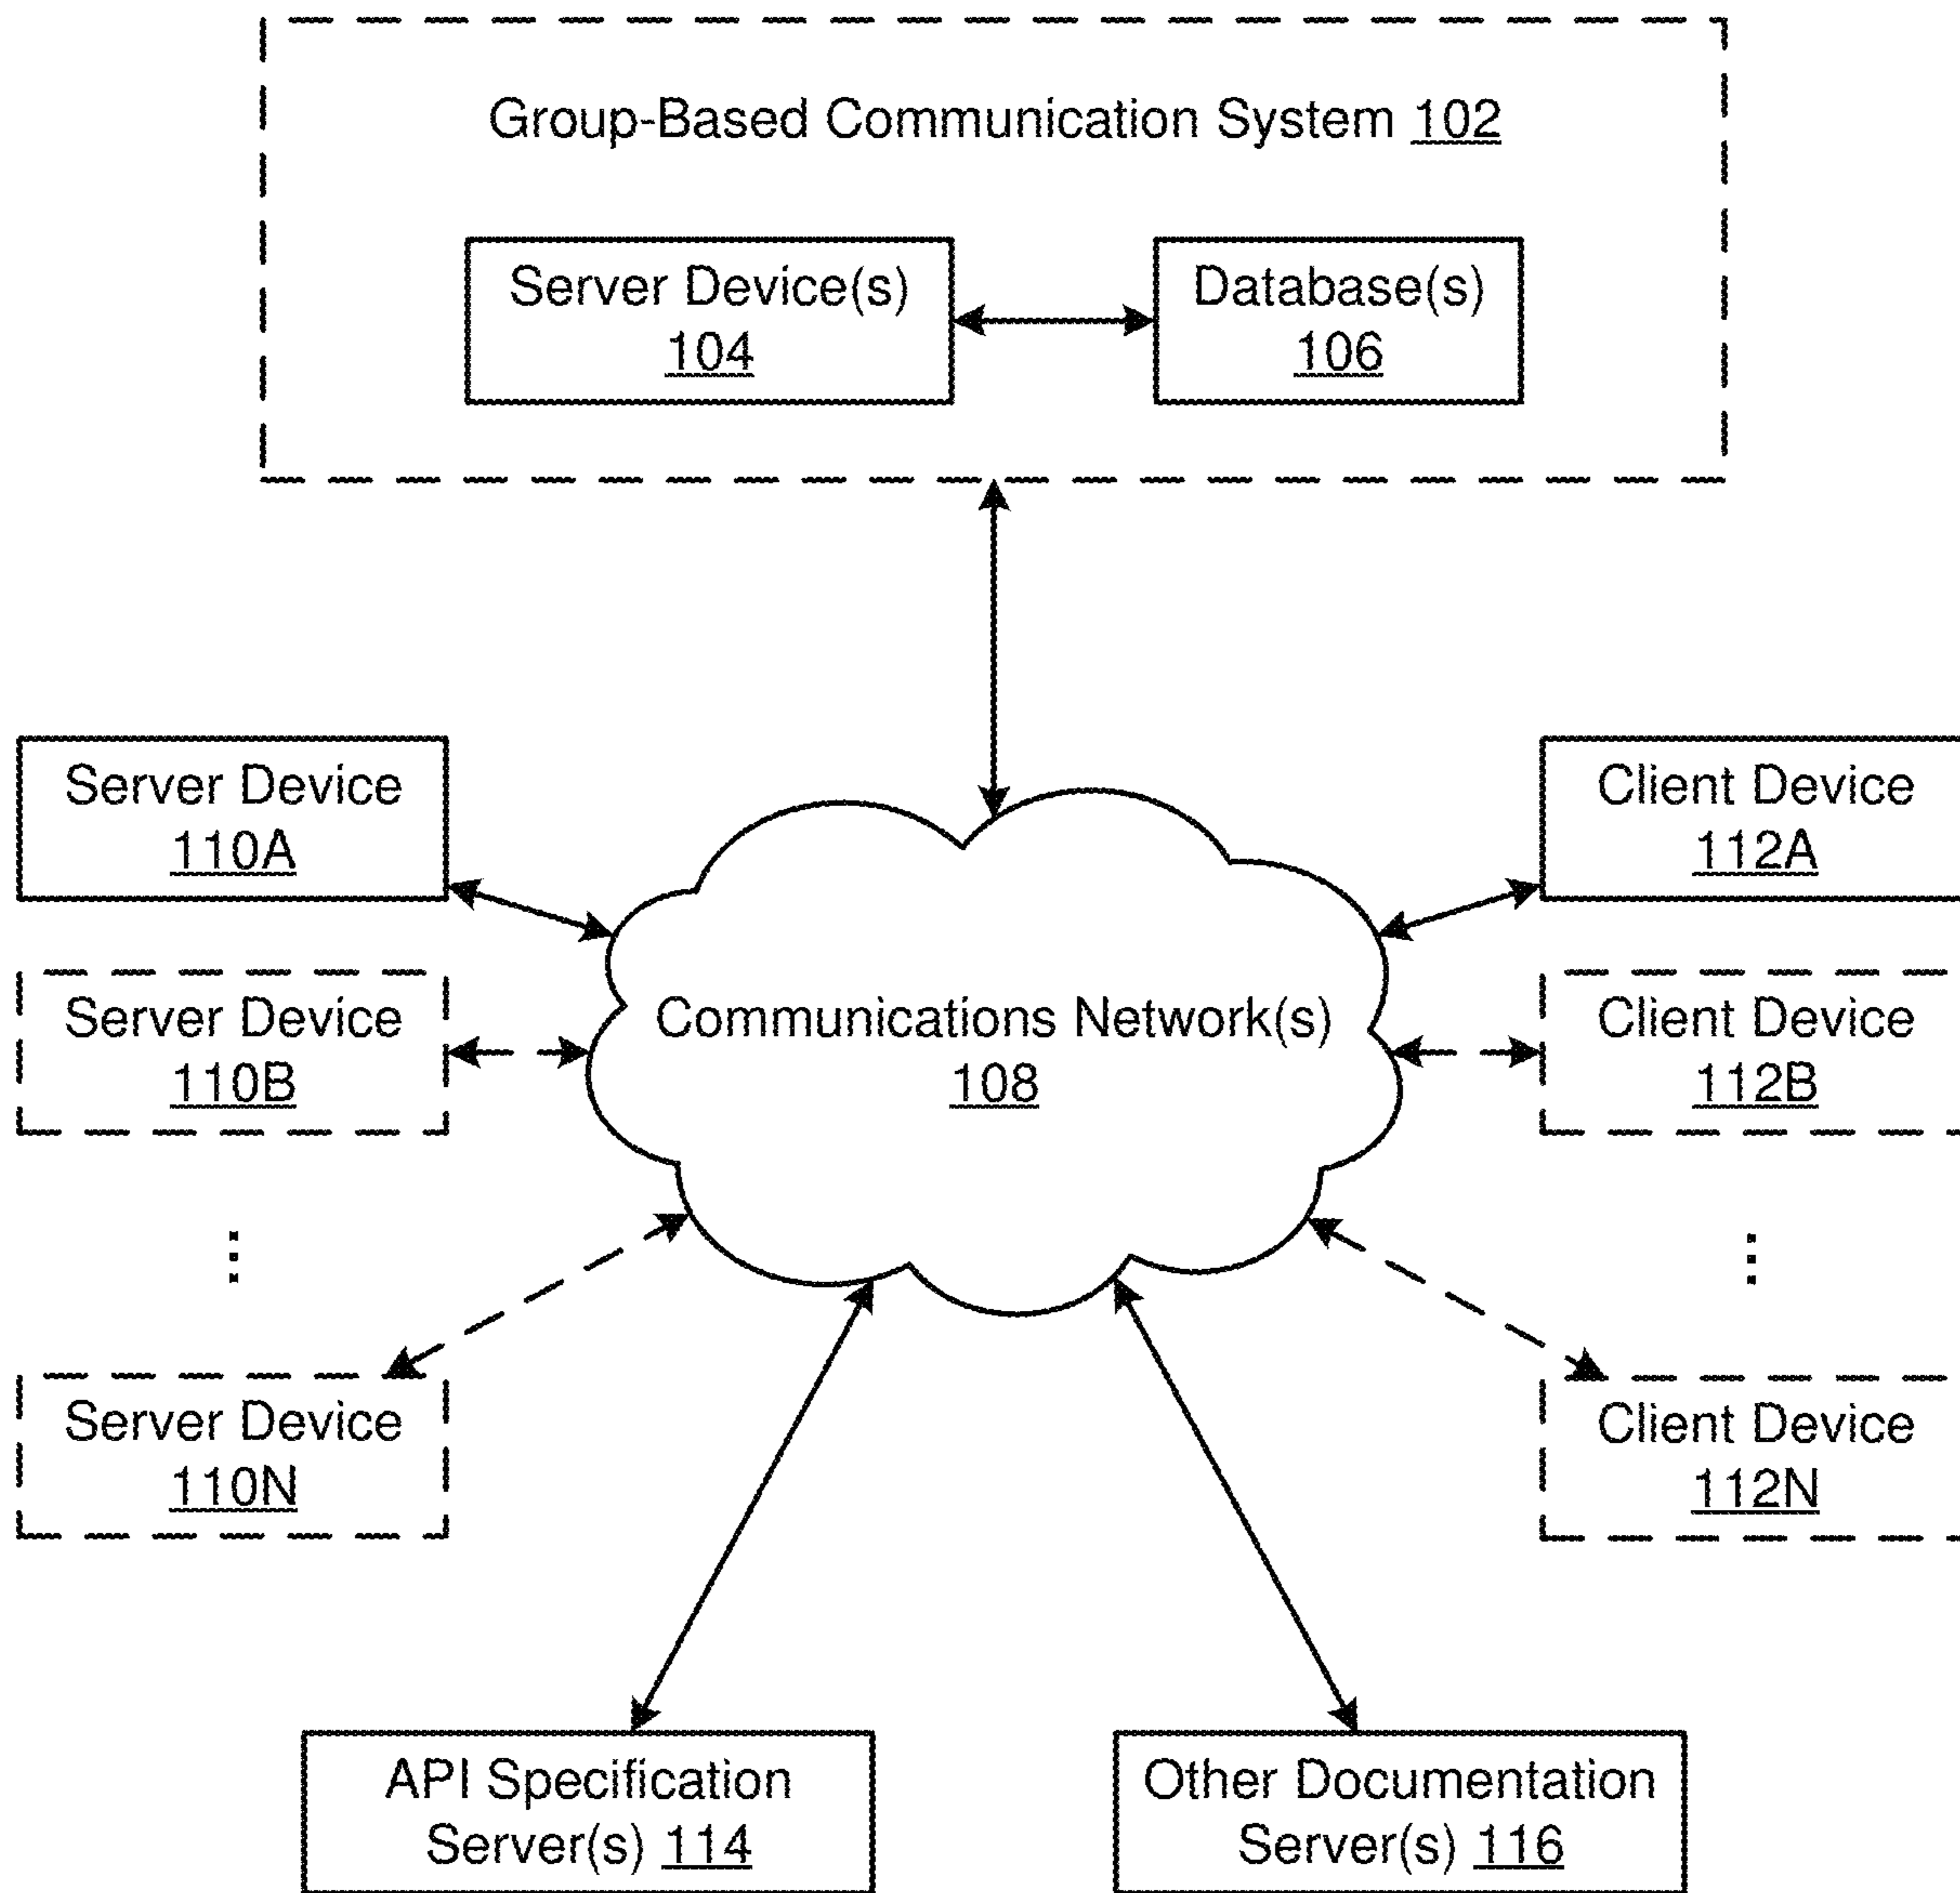 Group-Based Communication System 102
Server Device(s)
104
Database(s)
106
Server Device
110A
Client Device
112A
Server Device
110B
Communications Network(s)
108
Client Device
112B
Server Device
110N
Client Device
112N
API Specification
Server(s) 114
Other Documentation
Server(s) 116